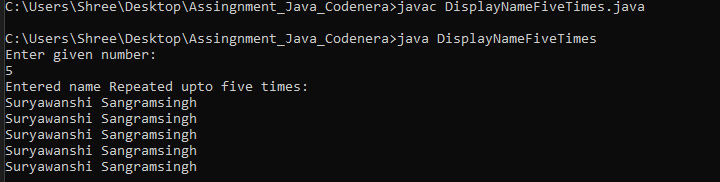 C:\Users\Shree\Desktop\Assingnment_Java_Codenera>javac DisplayNameFiveTimes.java
C:\Users\Shree\Desktop\Assingnment_Java_Codenera>java DisplayNameFiveTimes
Enter given number:
5
Entered name Repeated upto five times:
Suryawanshi Sangramsingh
Suryawanshi Sangramsingh
Suryawanshi Sangramsingh
Suryawanshi Sangramsingh
Suryawanshi Sangramsingh